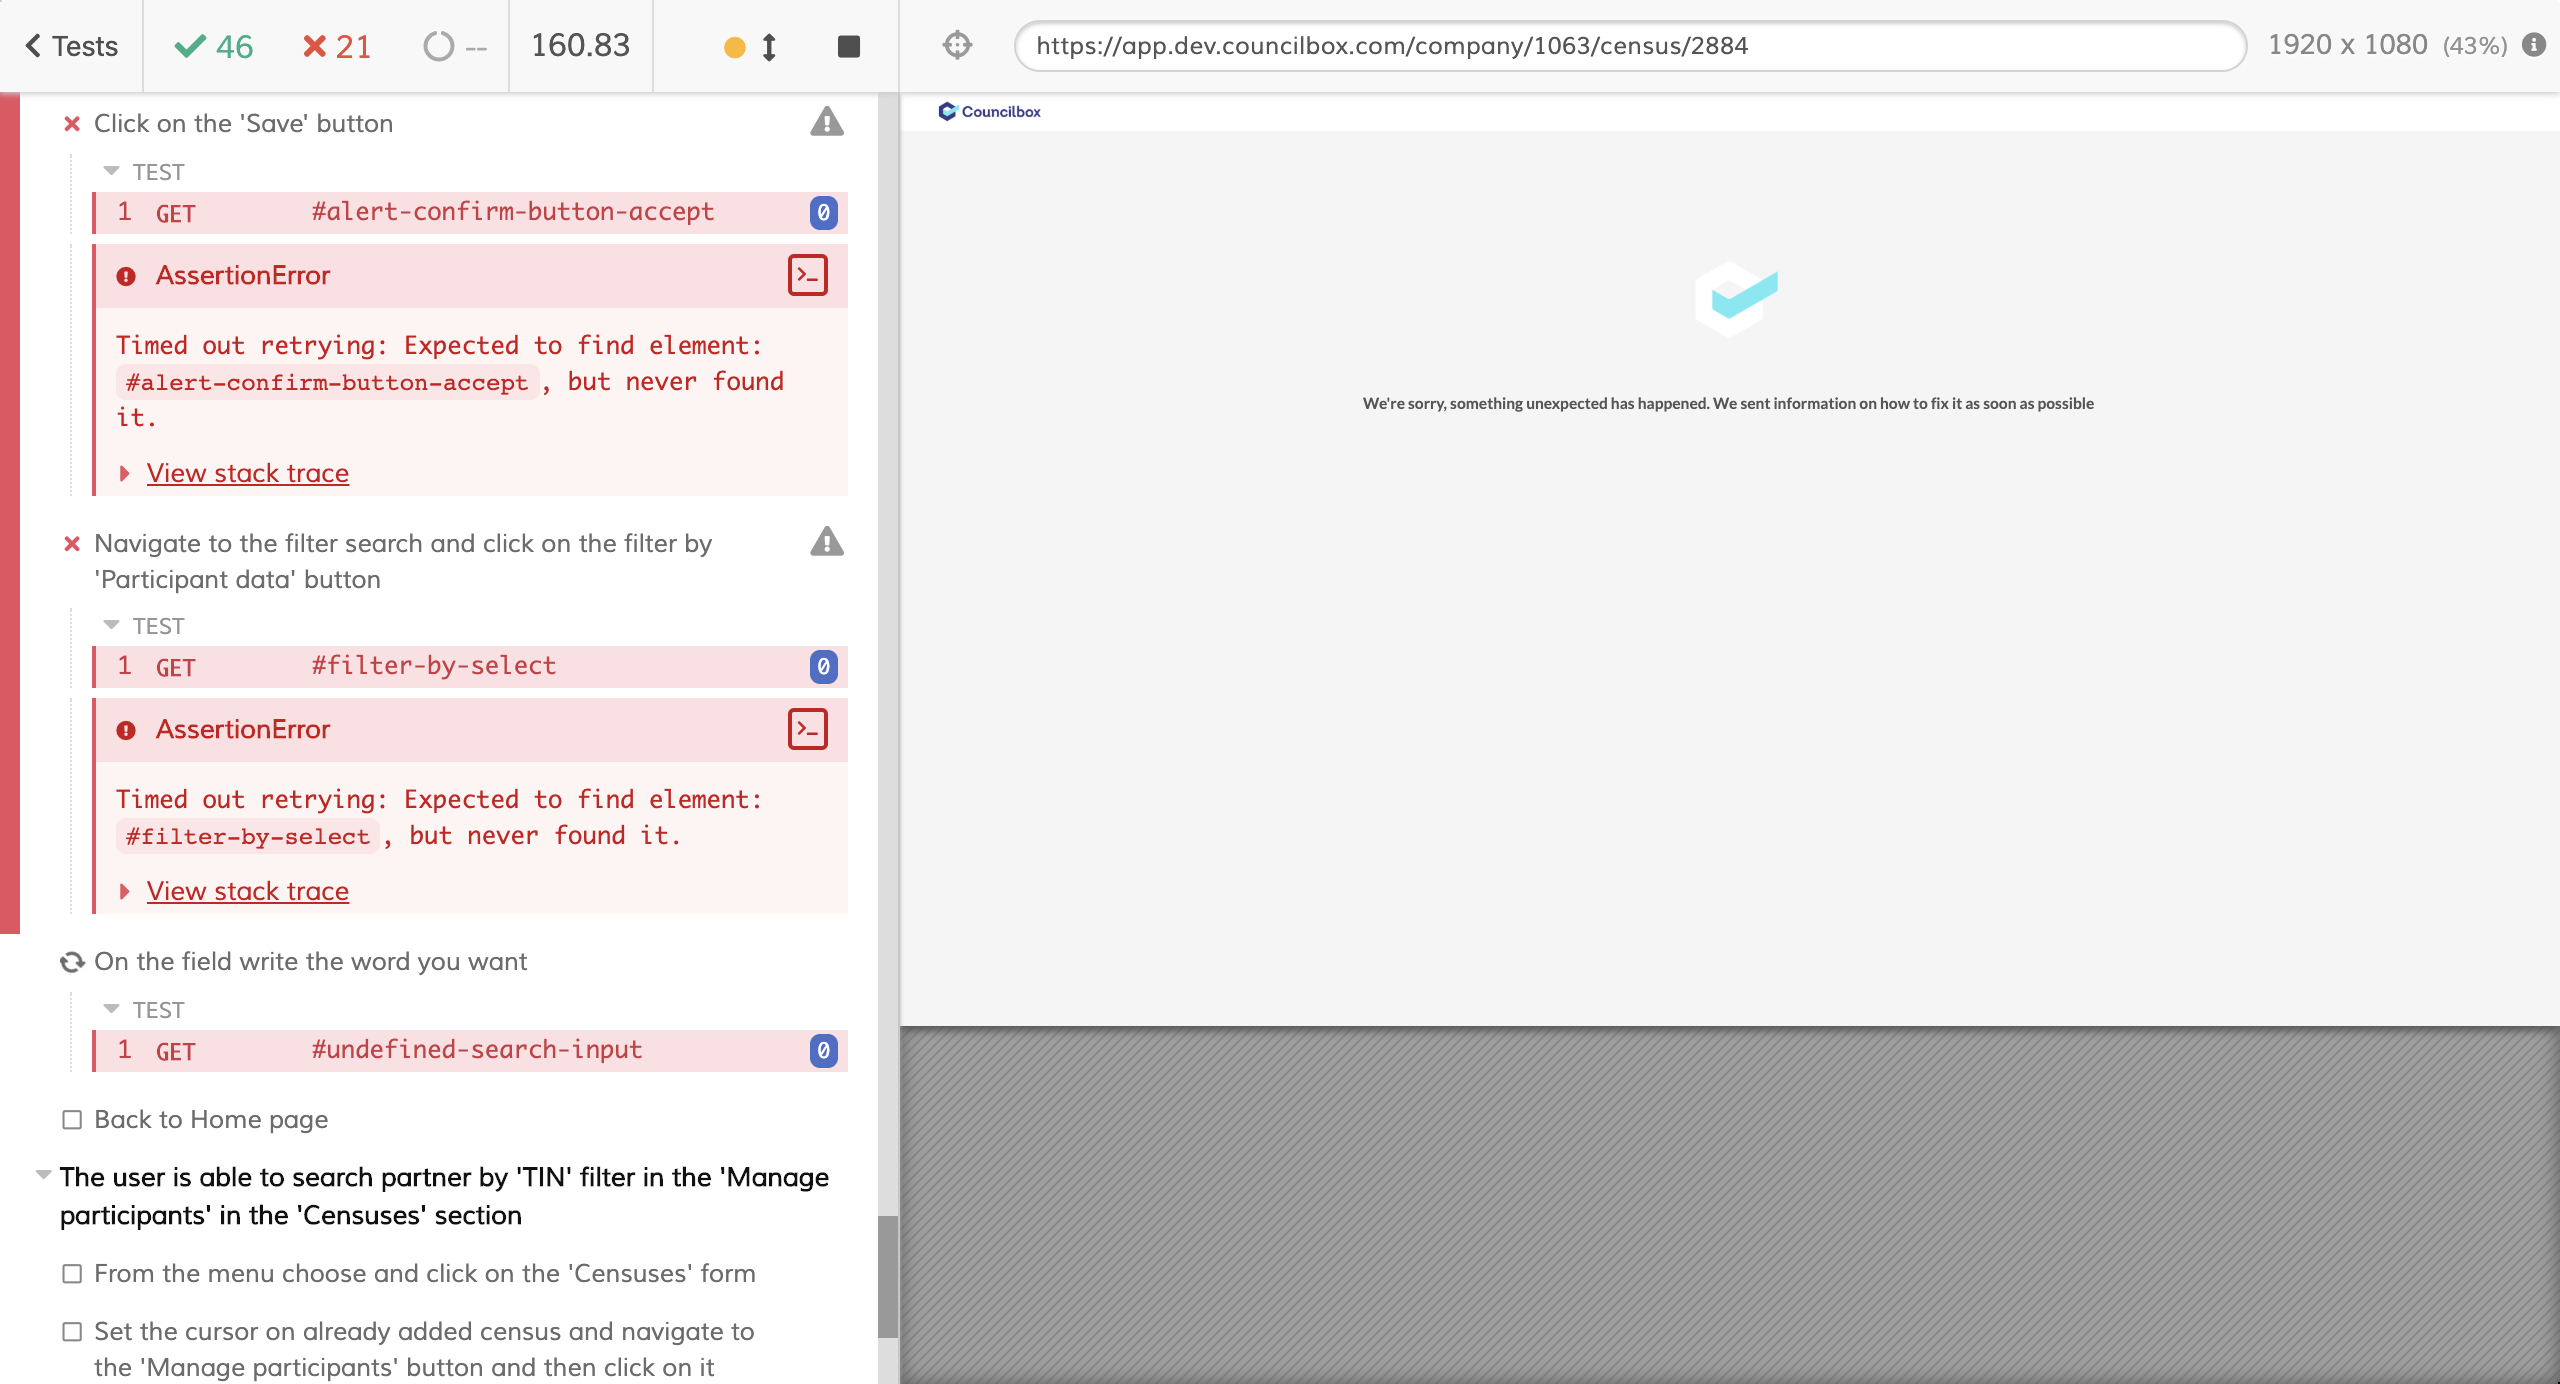 Tests
46
21
--
160.83
https://app.dev.councilbox.com/company/1063/census/2884
1920 x 1080 (43%)
Click on the 'Save' button
TEST
1 GET #alert-confirm-button-accept 0
AssertionError
Timed out retrying: Expected to find element:
#alert-confirm-button-accept, but never found
it.
View stack trace
Navigate to the filter search and click on the filter by
'Participant data' button
TEST
1 GET #filter-by-select 0
AssertionError
Timed out retrying: Expected to find element:
#filter-by-select, but never found it.
View stack trace
On the field write the word you want
TEST
1 GET #undefined-search-input 0
Back to Home page
The user is able to search partner by 'TIN' filter in the 'Manage
participants' in the 'Censuses' section
From the menu choose and click on the 'Censuses' form
Set the cursor on already added census and navigate to
the 'Manage participants' button and then click on it
Councilbox
We're sorry, something unexpected has happened. We sent information on how to fix it as soon as possible